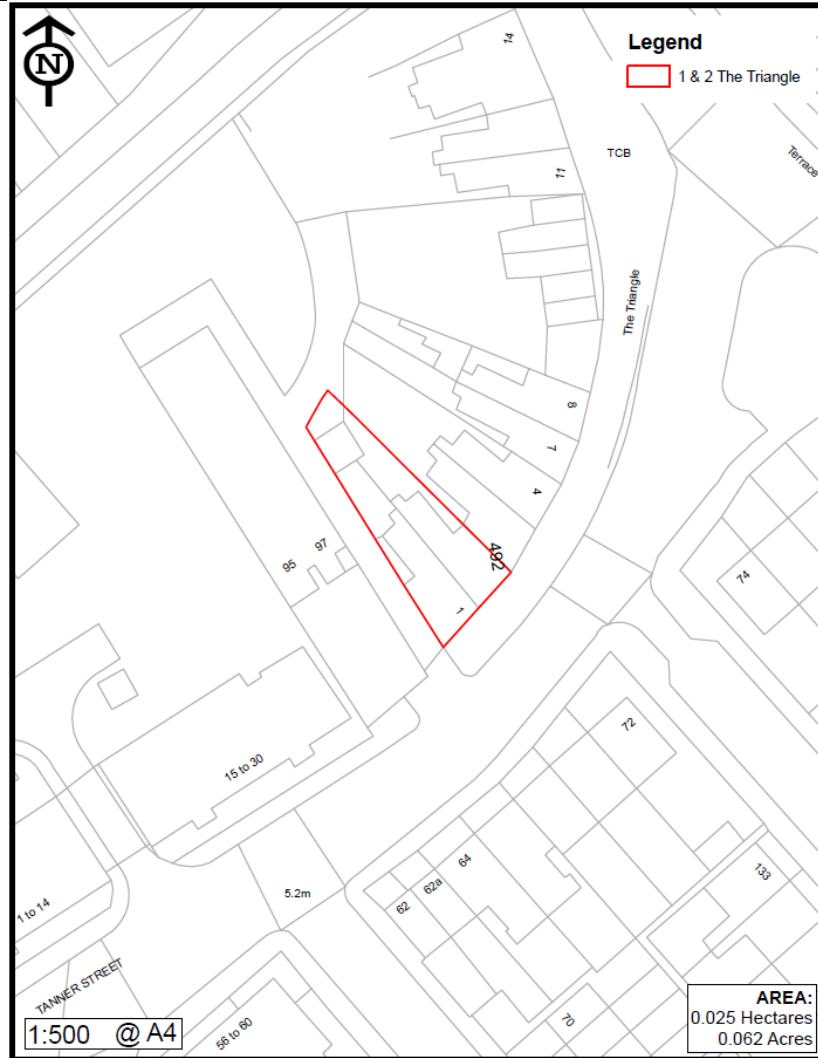 N
Legend
1 & 2 The Triangle
14
TCB
Terrace
11
The Triangle
8
7
4
492
97
95
1
74
72
15 to 30
64
62a
62
133
5.2m
1 to 14
TANNER STREET
70
56 to 60
1:500 @ A4
AREA:
0.025 Hectares
0.062 Acres